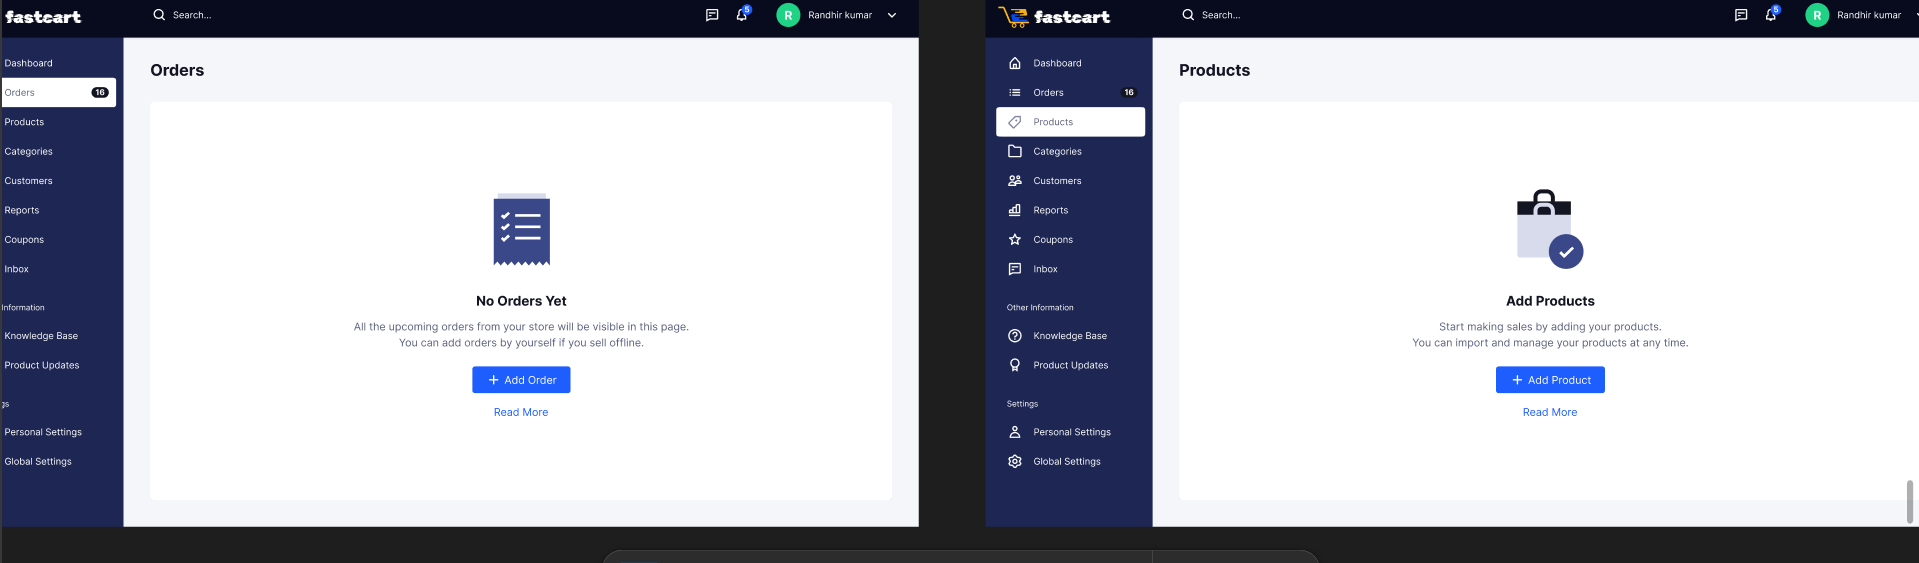 fastcart
Search...
5
R
Randhir kumar
Dashboard
Orders
16
Products
Categories
Customers
Reports
Coupons
Inbox
Information
Knowledge Base
Product Updates
gs
Personal Settings
Global Settings
Orders
No Orders Yet
All the upcoming orders from your store will be visible in this page.
You can add orders by yourself if you sell offline.
+ Add Order
Read More
fastcart
Search...
5
R
Randhir kumar
Dashboard
Orders
16
Products
Categories
Customers
Reports
Coupons
Inbox
Other Information
Knowledge Base
Product Updates
Settings
Personal Settings
Global Settings
Products
Add Products
Start making sales by adding your products.
You can import and manage your products at any time.
+ Add Product
Read More